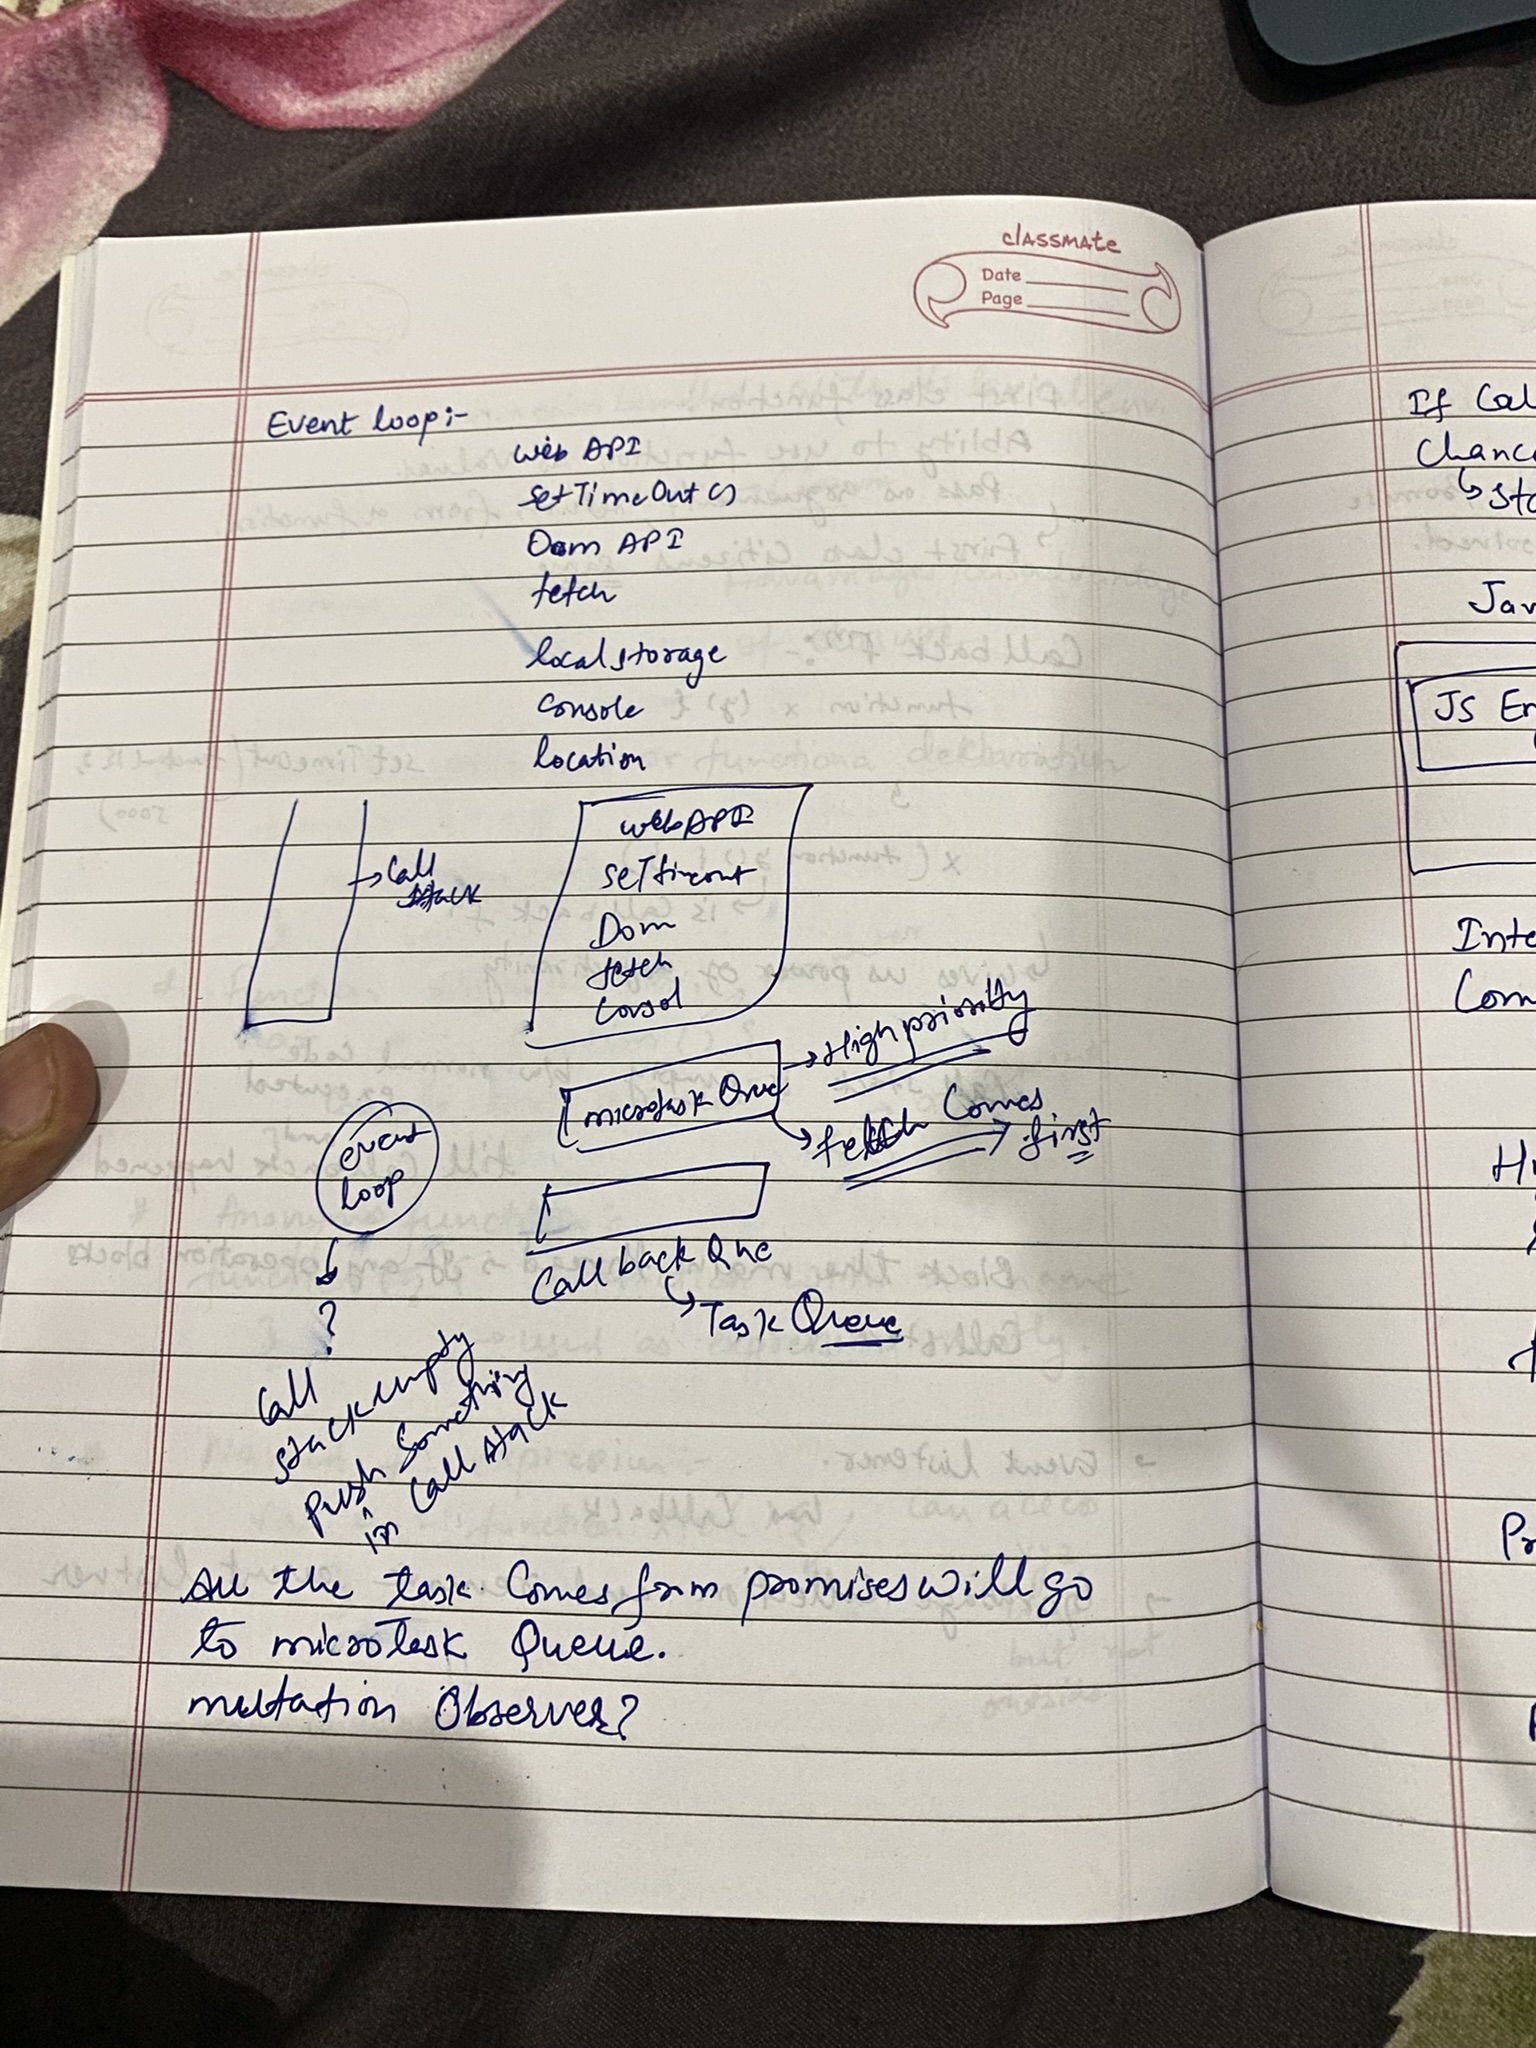 classmate
Date
Page
Event loop:-
web API
setTimeOut()
Dom API
fetch
localstorage
Console
location
Call
stack
webAPI
setTimeout
Dom
fetch
Consol
microtask Que
High priority
fetch Comes
first
event
loop
?
Call back Que
Task Queue
Call
stack empty
push Something
in Call stack
All the task Comes from promises will go
to microtask Queue.
mutation Observer?
If Cal
Chanc
Jav
JS En
Inte
Com
Pr